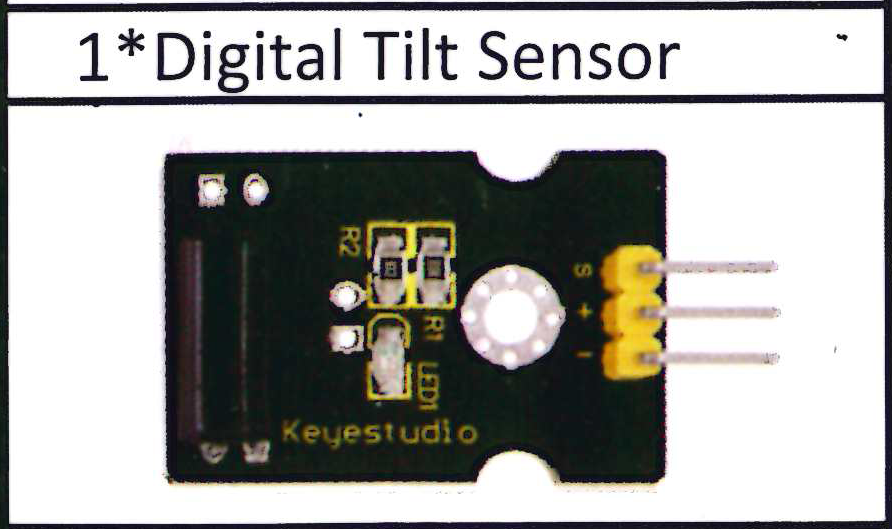 1*Digital Tilt Sensor
R2
S
+
R1
-
LED1
Keyestudio